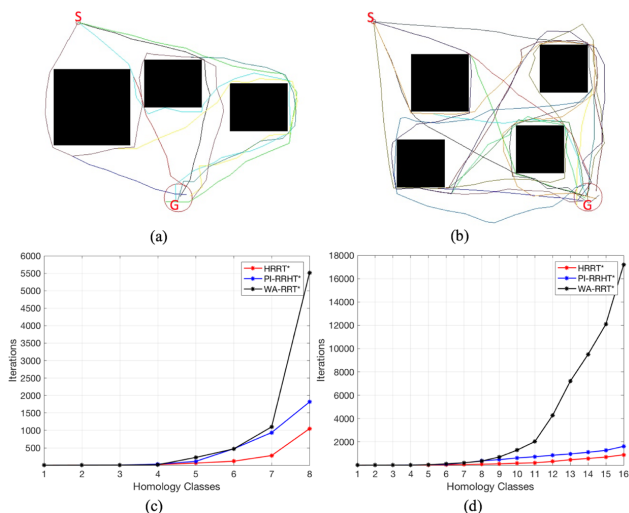 S
G
(a)
S
G
(b)
6000
5500
5000
4500
4000
3500
3000
2500
2000
1500
1000
500
Iterations
HRRT*
PI-RRHT*
WA-RRT*
1 2 3 4 5 6 7 8
Homology Classes
(c)
18000
16000
14000
12000
10000
8000
6000
4000
2000
Iterations
HRRT*
PI-RRHT*
WA-RRT*
1 2 3 4 5 6 7 8 9 10 11 12 13 14 15 16
Homology Classes
(d)